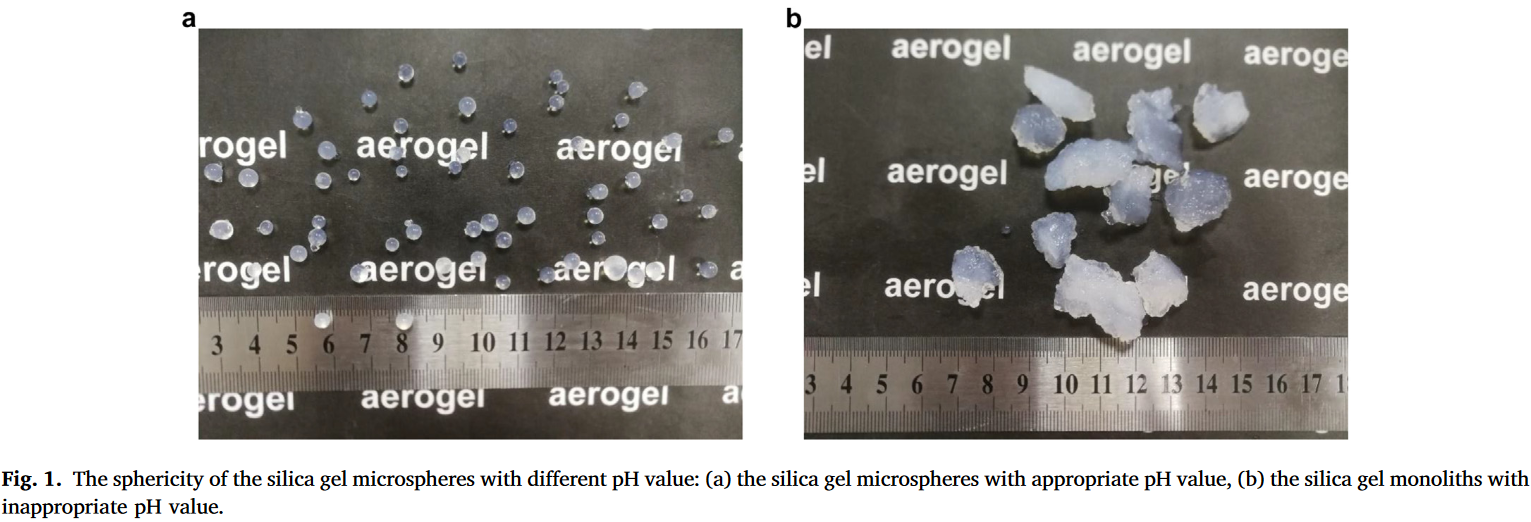 a
b
rogel aerogel aerogel
rogel aerogel aerogel a
3 4 5 6 7 8 9 10 11 12 13 14 15 16 17
erogel aerogel aerogel a
el aerogel aerogel aeroge
el aerogel gel aeroge
el aero el aeroge
3 4 5 6 7 8 9 10 11 12 13 14 15 16 17 1
Fig. 1. The sphericity of the silica gel microspheres with different pH value: (a) the silica gel microspheres with appropriate pH value, (b) the silica gel monoliths with
inappropriate pH value.